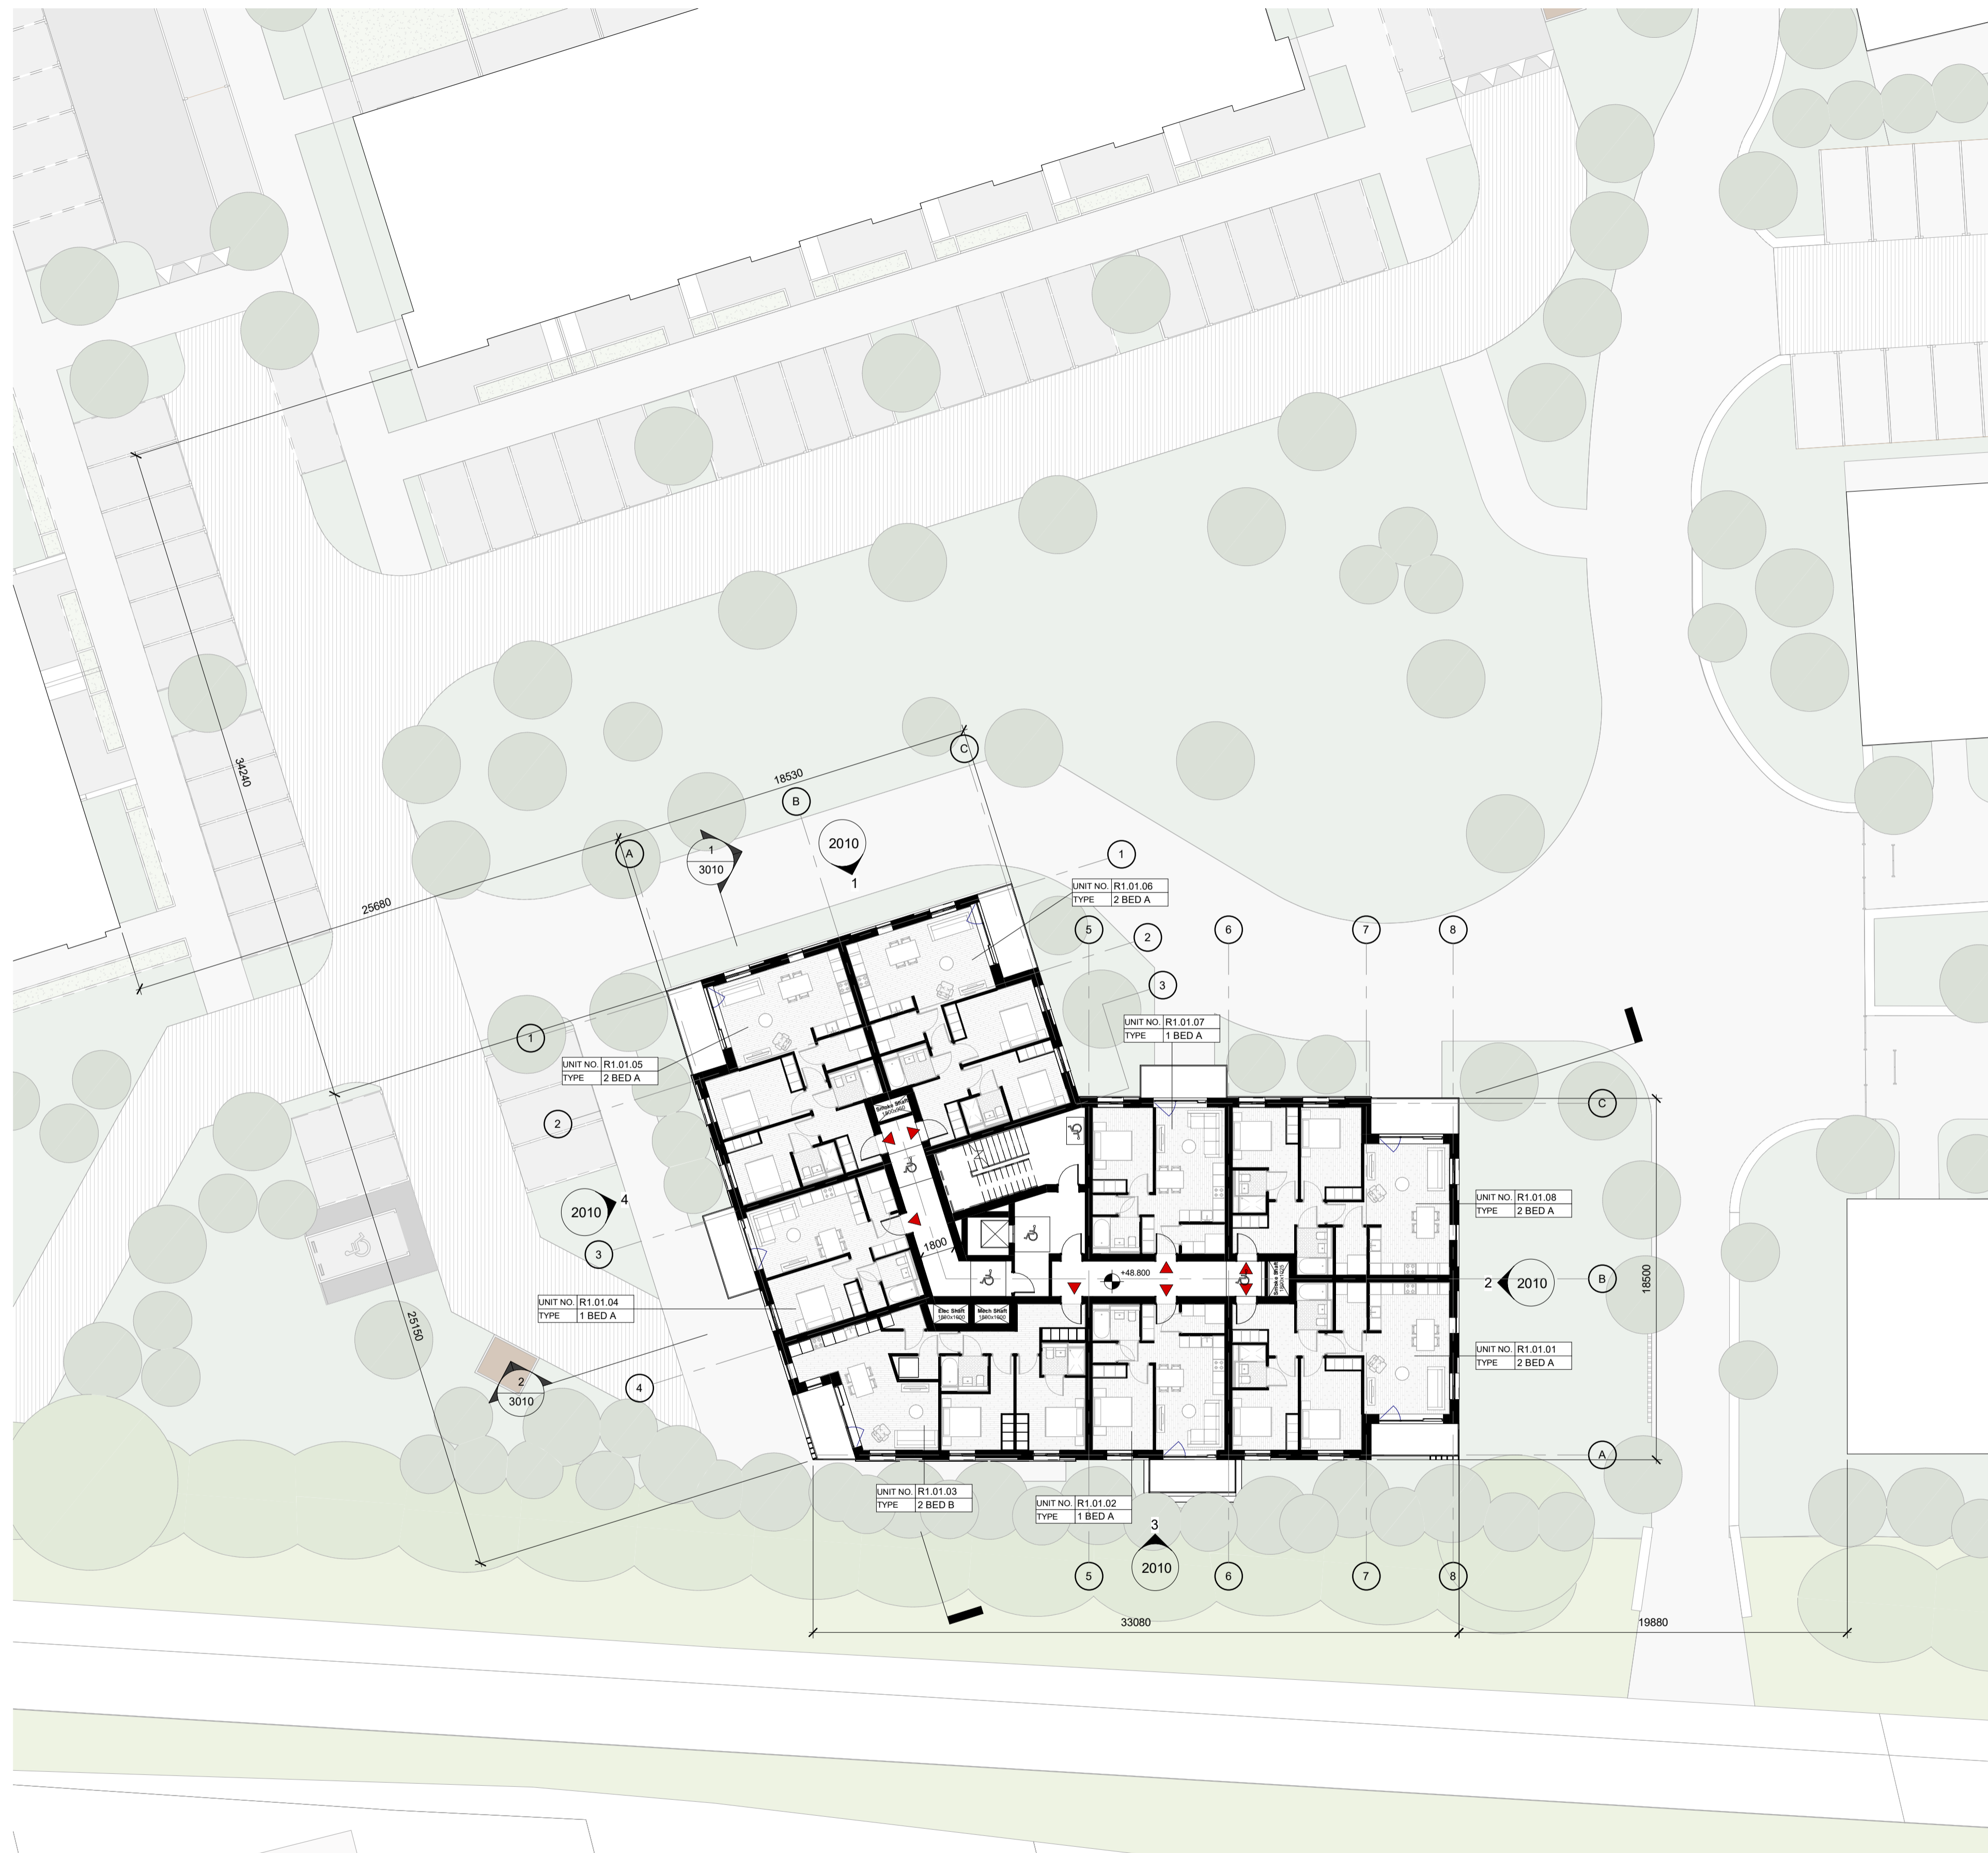 34240
18530
C
B
2010
1
A
1
3010
1
UNIT NO. R1.01.06
TYPE 2 BED A
25680
5
6
7
8
2
3
UNIT NO. R1.01.07
TYPE 1 BED A
1
UNIT NO. R1.01.05
TYPE 2 BED A
Smoke Shaft
C
2
2010
4
UNIT NO. R1.01.08
TYPE 2 BED A
3
1800
+48.800
Smoke Shaft
2
2010
B
18500
UNIT NO. R1.01.04
TYPE 1 BED A
Elec Shaft
1800x1000
Mech Shaft
1800x1000
25150
UNIT NO. R1.01.01
TYPE 2 BED A
2
3010
4
A
UNIT NO. R1.01.03
TYPE 2 BED B
UNIT NO. R1.01.02
TYPE 1 BED A
3
2010
5
6
7
8
33080
19880